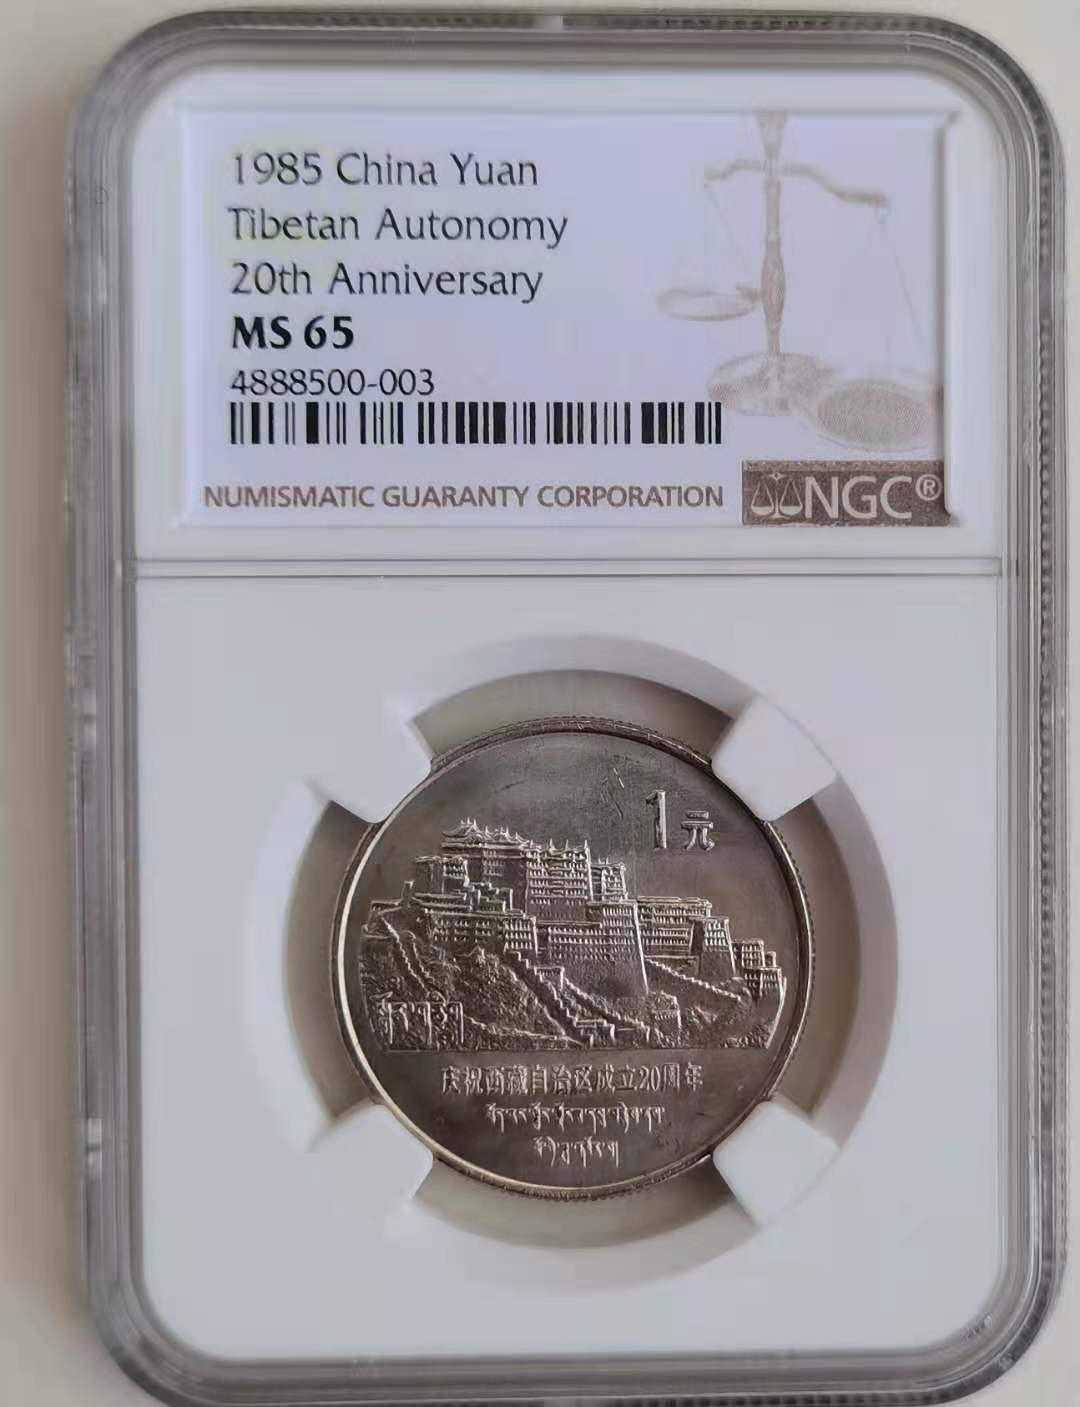 1985 China Yuan
Tibetan Autonomy
20th Anniversary
MS 65
4888500-003
NUMISMATIC GUARANTY CORPORATION
NGC®
1元
庆祝西藏自治区成立20周年